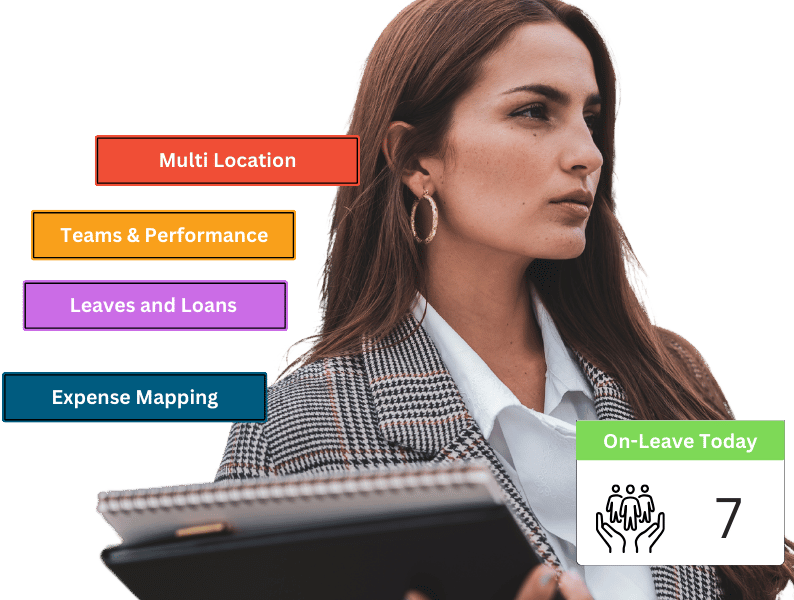 Multi Location
Teams & Performance
Leaves and Loans
Expense Mapping
On-Leave Today
7